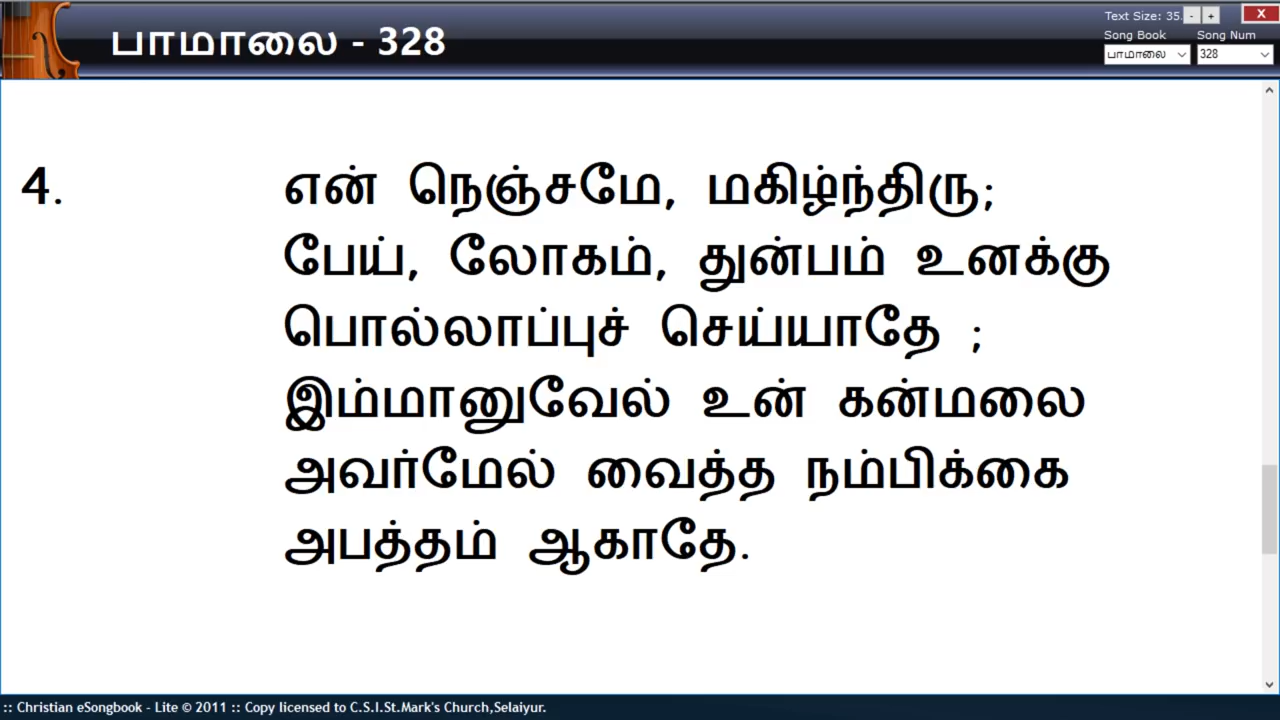 பாமாலை - 328
Text Size: 35. - +
X
Song Book Song Num
பாமாலை 328
4. என் நெஞ்சமே, மகிழ்ந்திரு;
பேய், லோகம், துன்பம் உனக்கு
பொல்லாப்புச் செய்யாதே ;
இம்மானுவேல் உன் கன்மலை
அவர்மேல் வைத்த நம்பிக்கை
அபத்தம் ஆகாதே.
:: Christian eSongbook - Lite © 2011 :: Copy licensed to C.S.I.St.Mark's Church,Selaiyur.